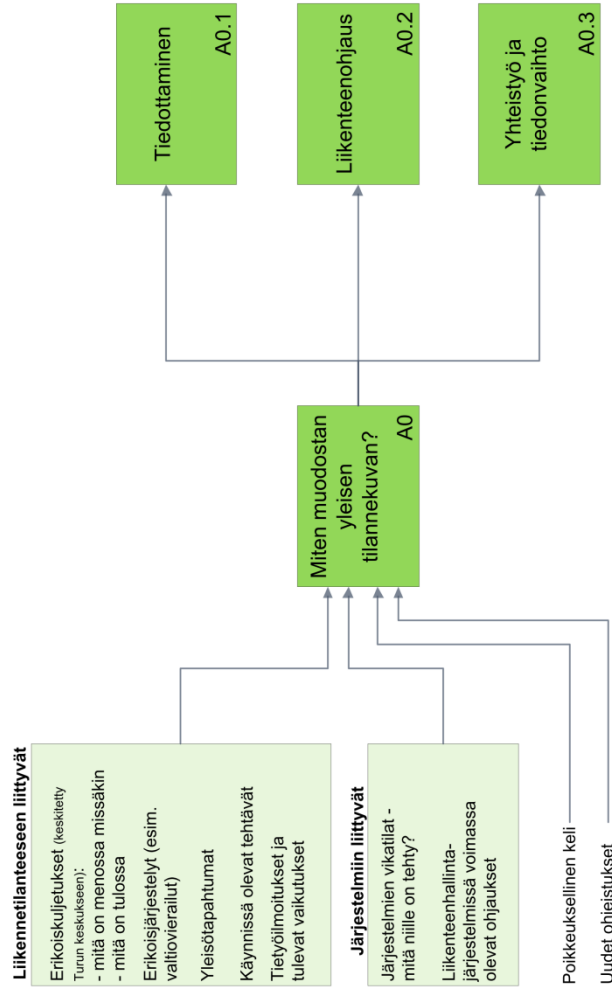 Liikennetilanteeseen liittyvät
Erikoiskuljetukset (keskitetty
Turun keskukseen):
- mitä on menossa missäkin
- mitä on tulossa
Erikoisjärjestelyt (esim.
valtiovierailut)
Yleisötapahtumat
Käynnissä olevat tehtävät
Tietyöilmoitukset ja
tulevat vaikutukset
Järjestelmiin liittyvät
Järjestelmien vikatilat -
mitä niille on tehty?
Liikenteenhallinta-
järjestelmissä voimassa
olevat ohjaukset
Poikkeuksellinen keli
Uudet ohjeistukset
Miten muodostan
yleisen
tilannekuvan?
A0
Tiedottaminen
A0.1
Liikenteenohjaus
A0.2
Yhteistyö ja
tiedonvaihto
A0.3